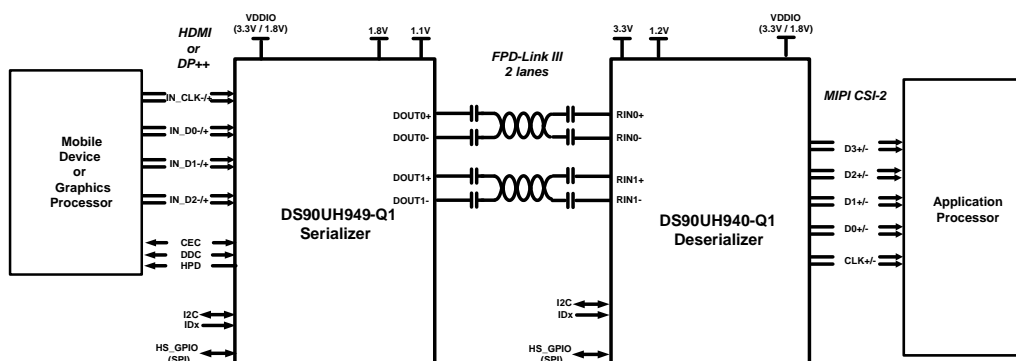 VDDIO
(3.3V / 1.8V)
1.8V
1.1V
3.3V
1.2V
VDDIO
(3.3V / 1.8V)
HDMI
or
DP++
FPD-Link III
2 lanes
MIPI CSI-2
Mobile
Device
or
Graphics
Processor
IN_CLK-/+
IN_D0-/+
IN_D1-/+
IN_D2-/+
CEC
DDC
HPD
I2C
IDx
HS_GPIO
(SPI)
DOUT0+
DOUT0-
DOUT1+
DOUT1-
DS90UH949-Q1
Serializer
RIN0+
RIN0-
RIN1+
RIN1-
DS90UH940-Q1
Deserializer
I2C
IDx
HS_GPIO
(SPI)
D3+/-
D2+/-
D1+/-
D0+/-
CLK+/-
Application
Processor